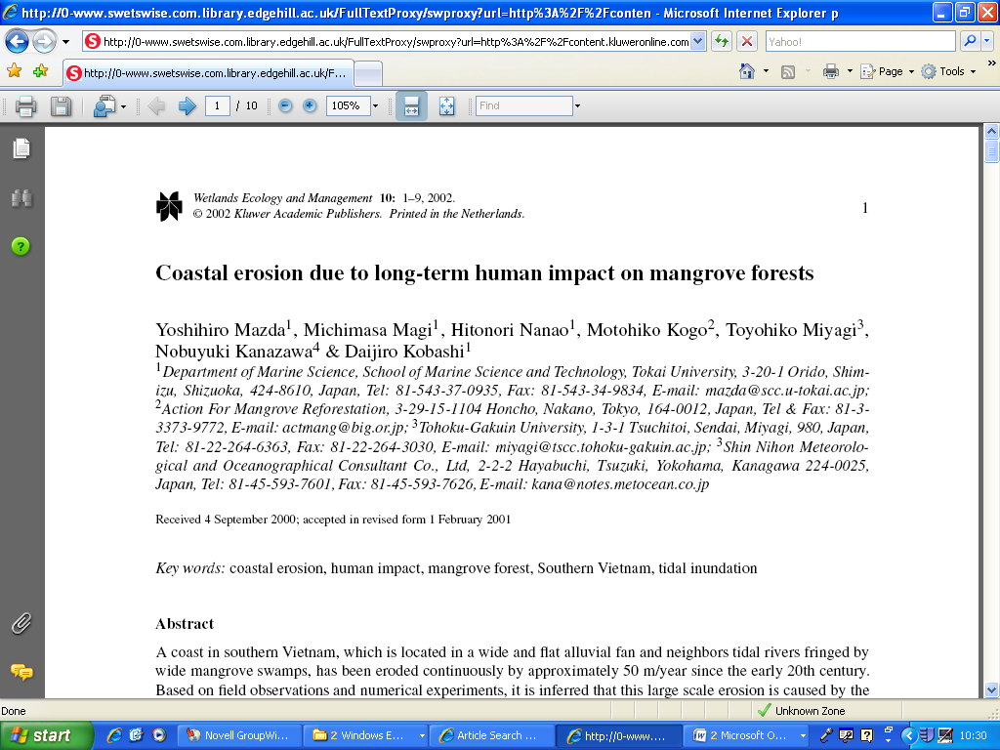 http://0-www.swetswise.com.library.edgehill.ac.uk/FullTextProxy/swproxy?url=http%3A%2F%2Fconten - Microsoft Internet Explorer p
http://0-www.swetswise.com.library.edgehill.ac.uk/FullTextProxy/swproxy?url=http%3A%2F%2Fcontent.kluweronline.com
Yahoo!
http://0-www.swetswise.com.library.edgehill.ac.uk/F...
Page
Tools
1 / 10
105%
Find
Wetlands Ecology and Management 10: 1–9, 2002.
© 2002 Kluwer Academic Publishers. Printed in the Netherlands.
1
Coastal erosion due to long-term human impact on mangrove forests
Yoshihiro Mazda1, Michimasa Magi1, Hitonori Nanao1, Motohiko Kogo2, Toyohiko Miyagi3,
Nobuyuki Kanazawa4 & Daijiro Kobashi1
1Department of Marine Science, School of Marine Science and Technology, Tokai University, 3-20-1 Orido, Shim-
izu, Shizuoka, 424-8610, Japan, Tel: 81-543-37-0935, Fax: 81-543-34-9834, E-mail: mazda@scc.u-tokai.ac.jp;
2Action For Mangrove Reforestation, 3-29-15-1104 Honcho, Nakano, Tokyo, 164-0012, Japan, Tel & Fax: 81-3-
3373-9772, E-mail: actmang@big.or.jp; 3Tohoku-Gakuin University, 1-3-1 Tsuchitoi, Sendai, Miyagi, 980, Japan,
Tel: 81-22-264-6363, Fax: 81-22-264-3030, E-mail: miyagi@tscc.tohoku-gakuin.ac.jp; 3Shin Nihon Meteorolo-
gical and Oceanographical Consultant Co., Ltd, 2-2-2 Hayabuchi, Tsuzuki, Yokohama, Kanagawa 224-0025,
Japan, Tel: 81-45-593-7601, Fax: 81-45-593-7626, E-mail: kana@notes.metocean.co.jp
Received 4 September 2000; accepted in revised form 1 February 2001
Key words: coastal erosion, human impact, mangrove forest, Southern Vietnam, tidal inundation
Abstract
A coast in southern Vietnam, which is located in a wide and flat alluvial fan and neighbors tidal rivers fringed by
wide mangrove swamps, has been eroded continuously by approximately 50 m/year since the early 20th century.
Based on field observations and numerical experiments, it is inferred that this large scale erosion is caused by the
Done
Unknown Zone
start
Novell GroupWi...
2 Windows E...
Article Search ...
http://0-www....
2 Microsoft O...
10:30